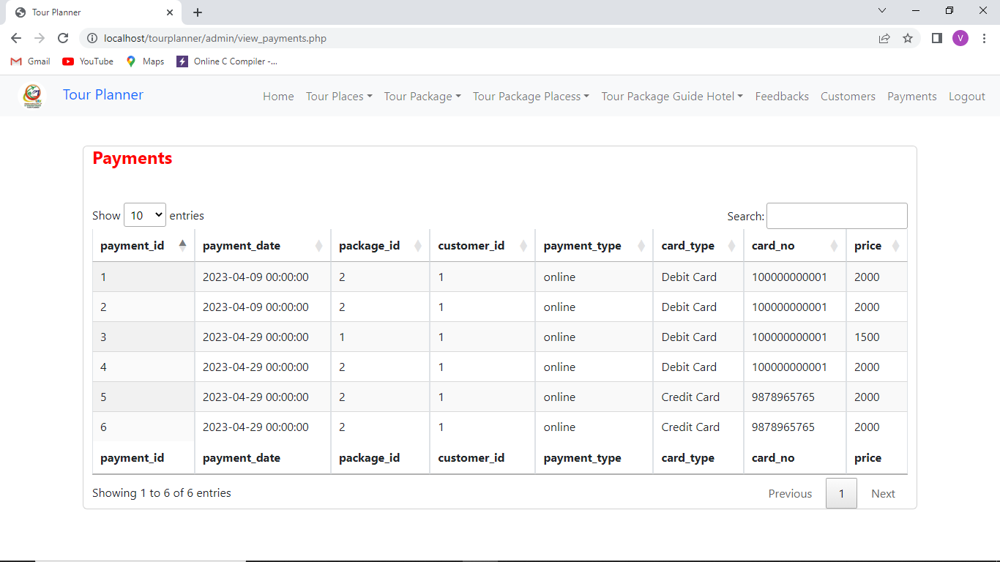 Tour Planner
localhost/tourplanner/admin/view_payments.php
V
Gmail YouTube Maps Online C Compiler -...
Tour Planner Home Tour Places Tour Package Tour Package Placess Tour Package Guide Hotel Feedbacks Customers Payments Logout
Payments
Show 10 entries Search:
payment_id payment_date package_id customer_id payment_type card_type card_no price
1 2023-04-09 00:00:00 2 1 online Debit Card 100000000001 2000
2 2023-04-09 00:00:00 2 1 online Debit Card 100000000001 2000
3 2023-04-29 00:00:00 1 1 online Debit Card 100000000001 1500
4 2023-04-29 00:00:00 2 1 online Debit Card 100000000001 2000
5 2023-04-29 00:00:00 2 1 online Credit Card 9878965765 2000
6 2023-04-29 00:00:00 2 1 online Credit Card 9878965765 2000
payment_id payment_date package_id customer_id payment_type card_type card_no price
Showing 1 to 6 of 6 entries Previous 1 Next